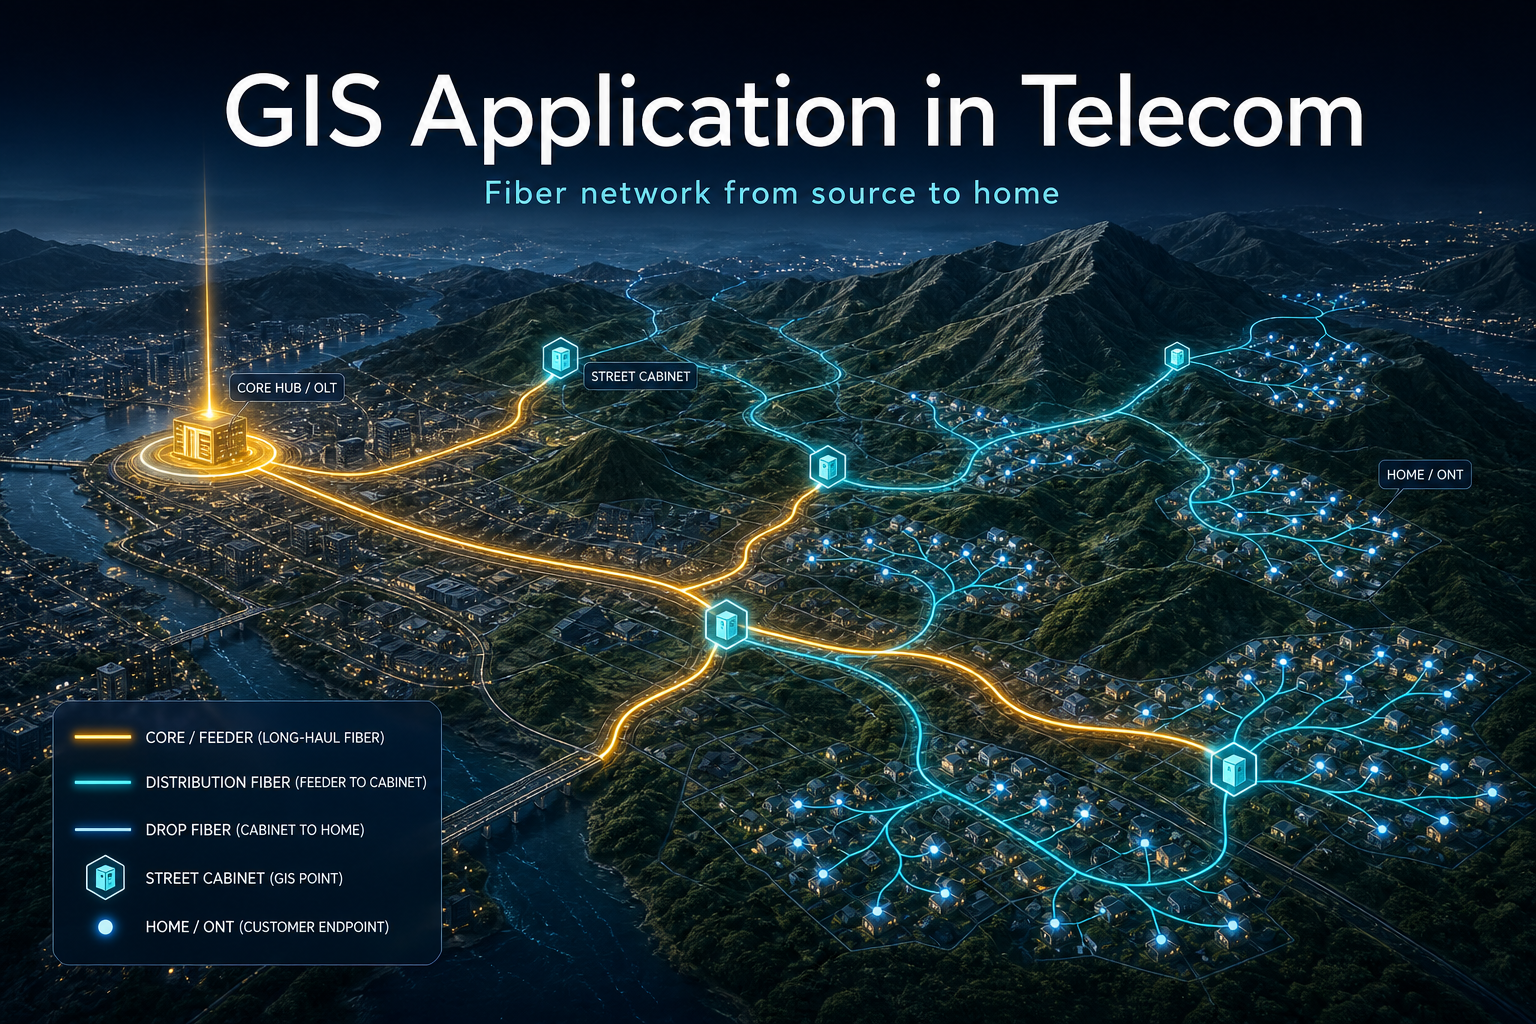 GIS Application in Telecom
Fiber network from source to home
CORE HUB / OLT
STREET CABINET
HOME / ONT
CORE / FEEDER (LONG-HAUL FIBER)
DISTRIBUTION FIBER (FEEDER TO CABINET)
DROP FIBER (CABINET TO HOME)
STREET CABINET (GIS POINT)
HOME / ONT (CUSTOMER ENDPOINT)